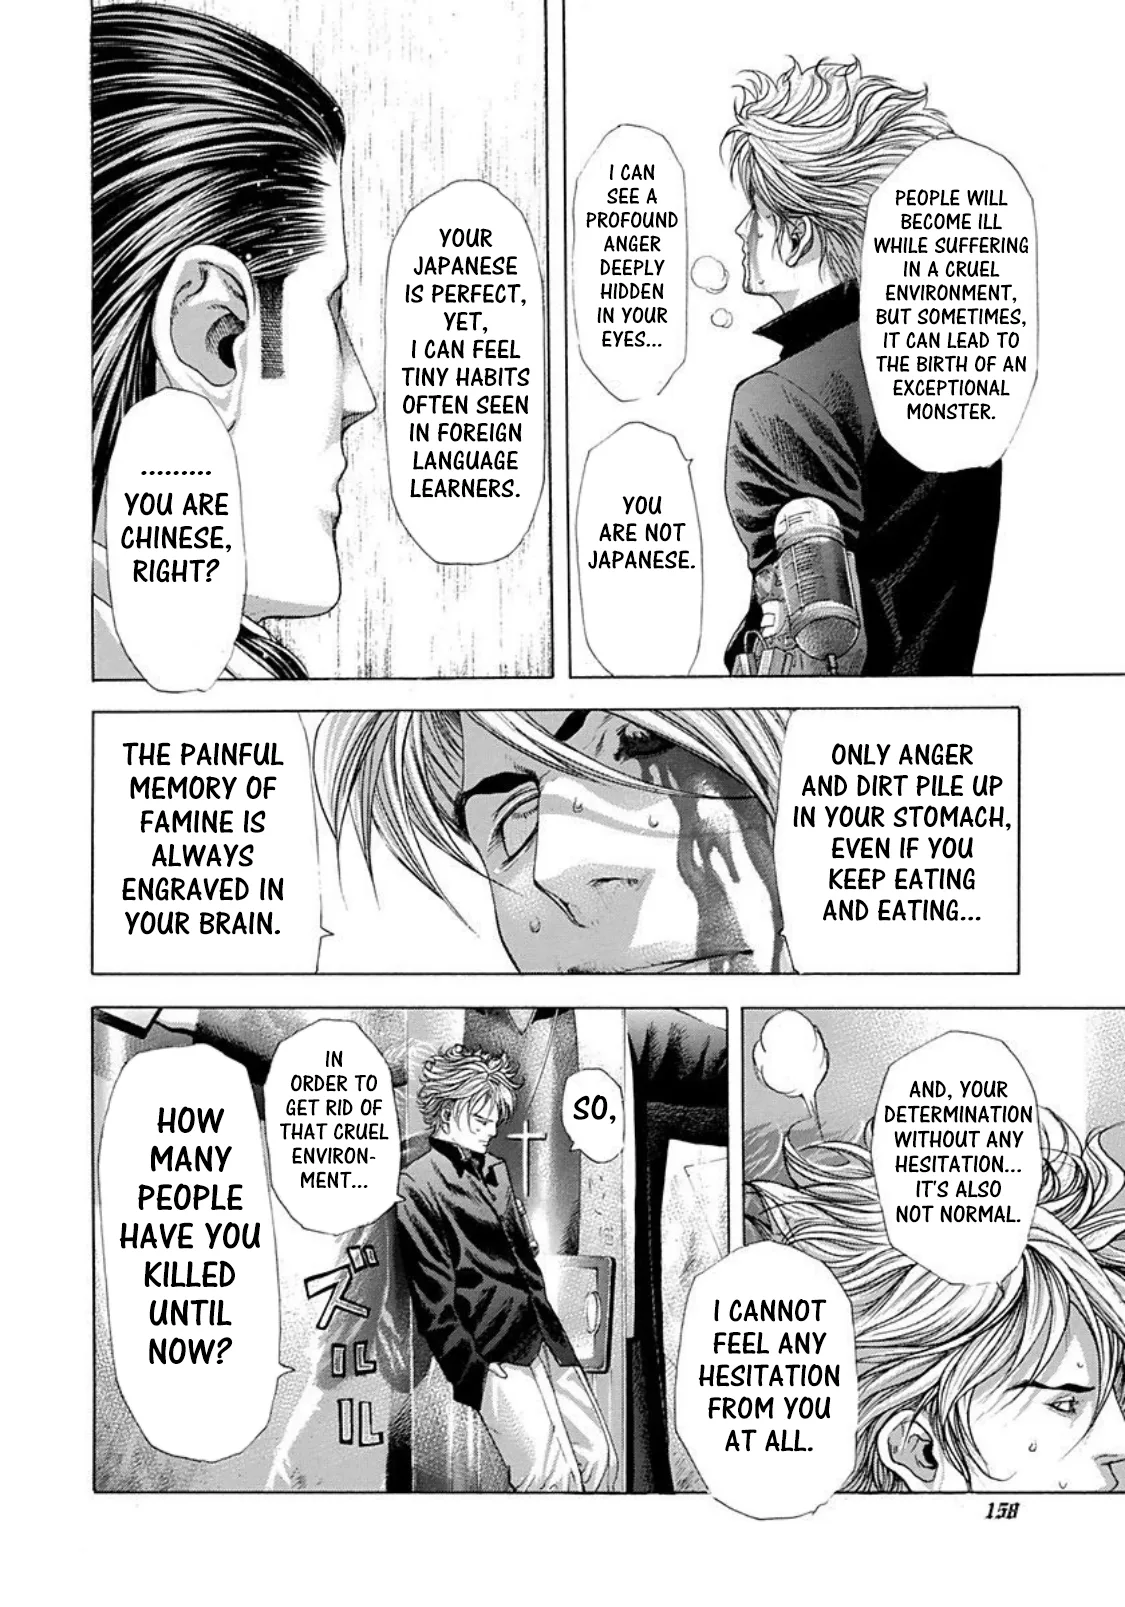 PEOPLE WILL
BECOME ILL
WHILE SUFFERING
IN A CRUEL
ENVIRONMENT,
BUT SOMETIMES,
IT CAN LEAD TO
THE BIRTH OF AN
EXCEPTIONAL
MONSTER.
I CAN
SEE A
PROFOUND
ANGER
DEEPLY
HIDDEN
IN YOUR
EYES...
YOU
ARE NOT
JAPANESE.
YOUR
JAPANESE
IS PERFECT,
YET,
I CAN FEEL
TINY HABITS
OFTEN SEEN
IN FOREIGN
LANGUAGE
LEARNERS.
.........
YOU ARE
CHINESE,
RIGHT?
ONLY ANGER
AND DIRT PILE UP
IN YOUR STOMACH,
EVEN IF YOU
KEEP EATING
AND EATING...
THE PAINFUL
MEMORY OF
FAMINE IS
ALWAYS
ENGRAVED IN
YOUR BRAIN.
AND, YOUR
DETERMINATION
WITHOUT ANY
HESITATION...
IT'S ALSO
NOT NORMAL.
I CANNOT
FEEL ANY
HESITATION
FROM YOU
AT ALL.
SO,
IN
ORDER TO
GET RID OF
THAT CRUEL
ENVIRON-
MENT...
ズルル
HOW
MANY
PEOPLE
HAVE YOU
KILLED
UNTIL
NOW?
158